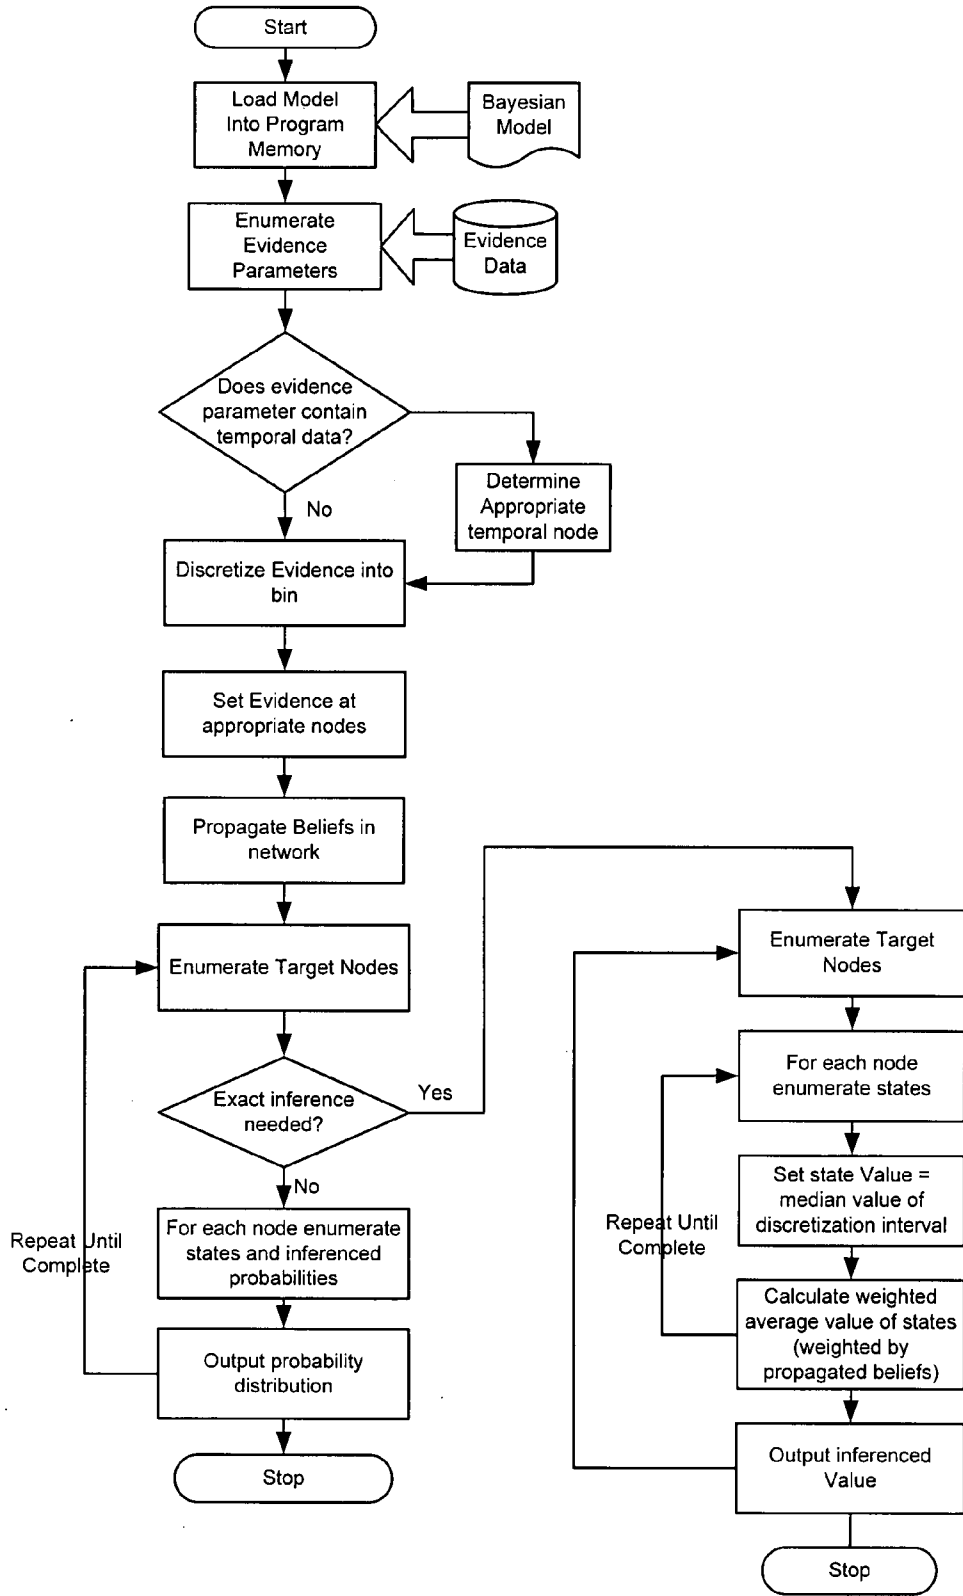 Start
Load Model
Into Program
Memory
Bayesian
Model
Enumerate
Evidence
Parameters
Evidence
Data
Does evidence
parameter contain
temporal data?
Determine
Appropriate
temporal node
No
Discretize Evidence into
bin
Set Evidence at
appropriate nodes
Propagate Beliefs in
network
Enumerate Target Nodes
Exact inference
needed?
Yes
No
For each node enumerate
states and inferenced
probabilities
Repeat Until
Complete
Output probability
distribution
Stop
Enumerate Target
Nodes
For each node
enumerate states
Set state Value =
median value of
discretization interval
Repeat Until
Complete
Calculate weighted
average value of states
(weighted by
propagated beliefs)
Output inferenced
Value
Stop